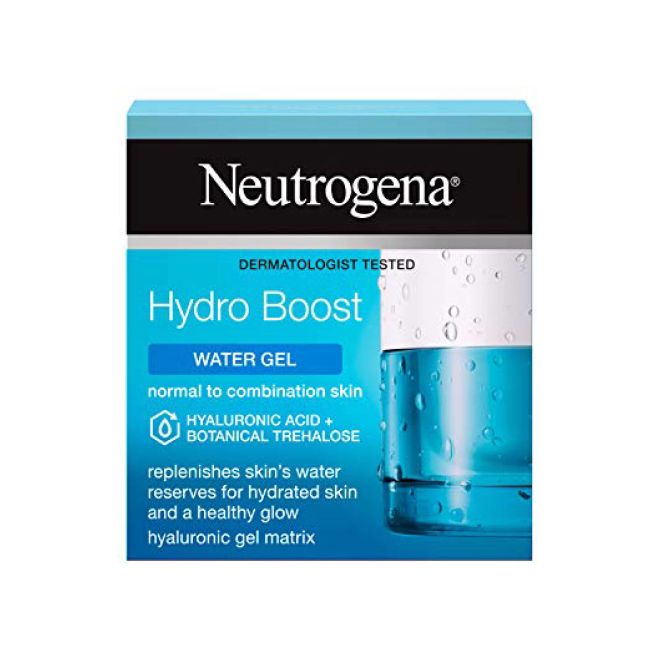 Neutrogena®
DERMATOLOGIST TESTED
Hydro Boost
WATER GEL
normal to combination skin
HYALURONIC ACID +
BOTANICAL TREHALOSE
replenishes skin's water
reserves for hydrated skin
and a healthy glow
hyaluronic gel matrix